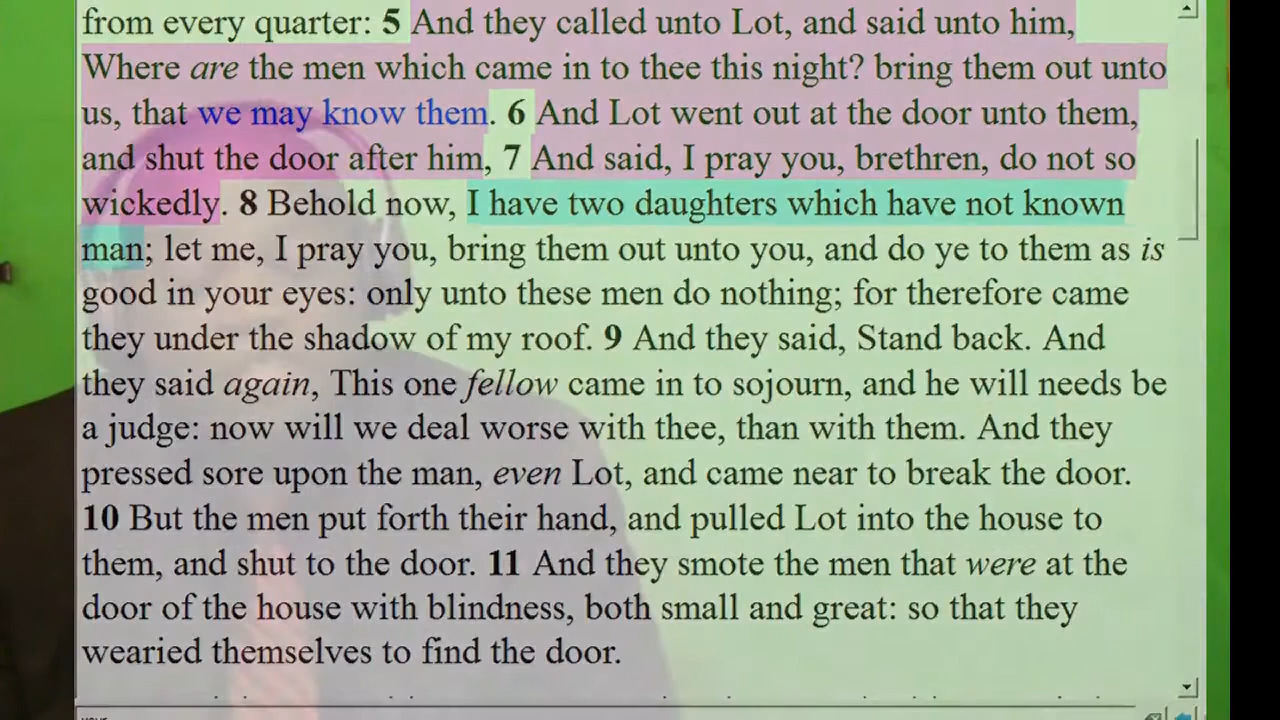 from every quarter: 5 And they called unto Lot, and said unto him,
Where are the men which came in to thee this night? bring them out unto
us, that we may know them. 6 And Lot went out at the door unto them,
and shut the door after him, 7 And said, I pray you, brethren, do not so
wickedly. 8 Behold now, I have two daughters which have not known
man; let me, I pray you, bring them out unto you, and do ye to them as is
good in your eyes: only unto these men do nothing; for therefore came
they under the shadow of my roof. 9 And they said, Stand back. And
they said again, This one fellow came in to sojourn, and he will needs be
a judge: now will we deal worse with thee, than with them. And they
pressed sore upon the man, even Lot, and came near to break the door.
10 But the men put forth their hand, and pulled Lot into the house to
them, and shut to the door. 11 And they smote the men that were at the
door of the house with blindness, both small and great: so that they
wearied themselves to find the door.